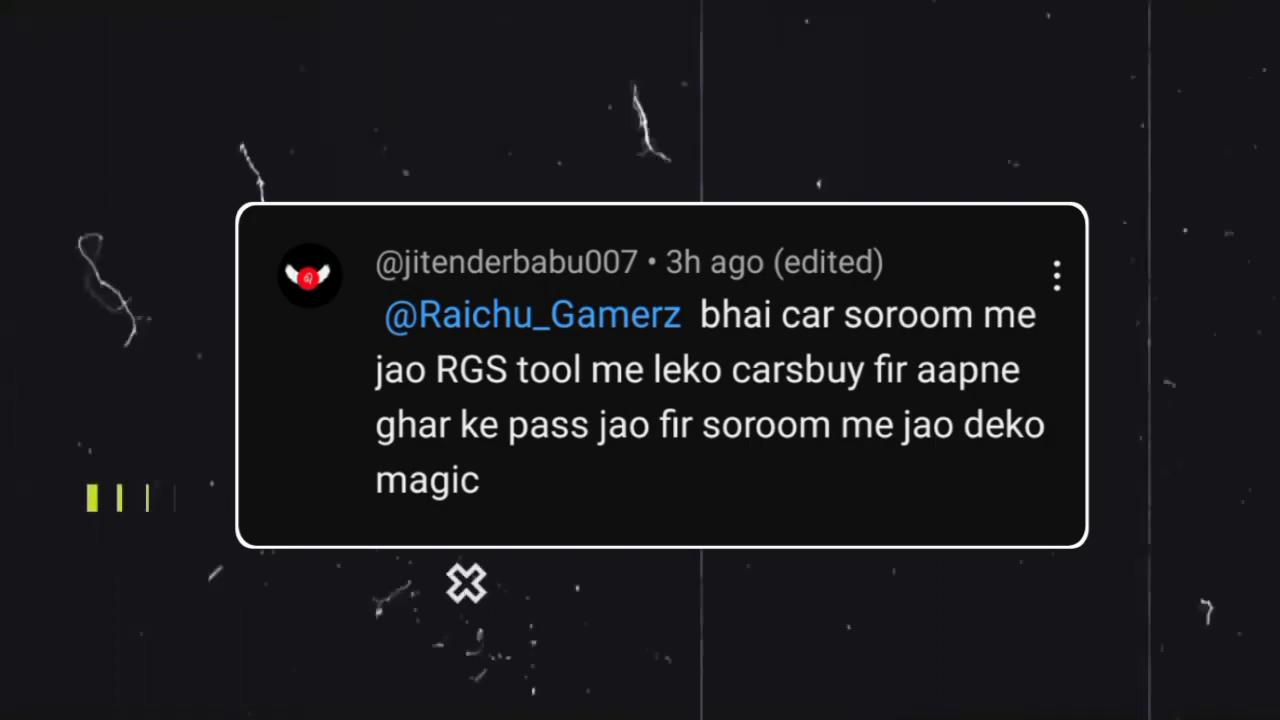 @jitenderbabu007 • 3h ago (edited)
@Raichu_Gamerz bhai car soroom me
jao RGS tool me leko carsbuy fir aapne
ghar ke pass jao fir soroom me jao deko
magic